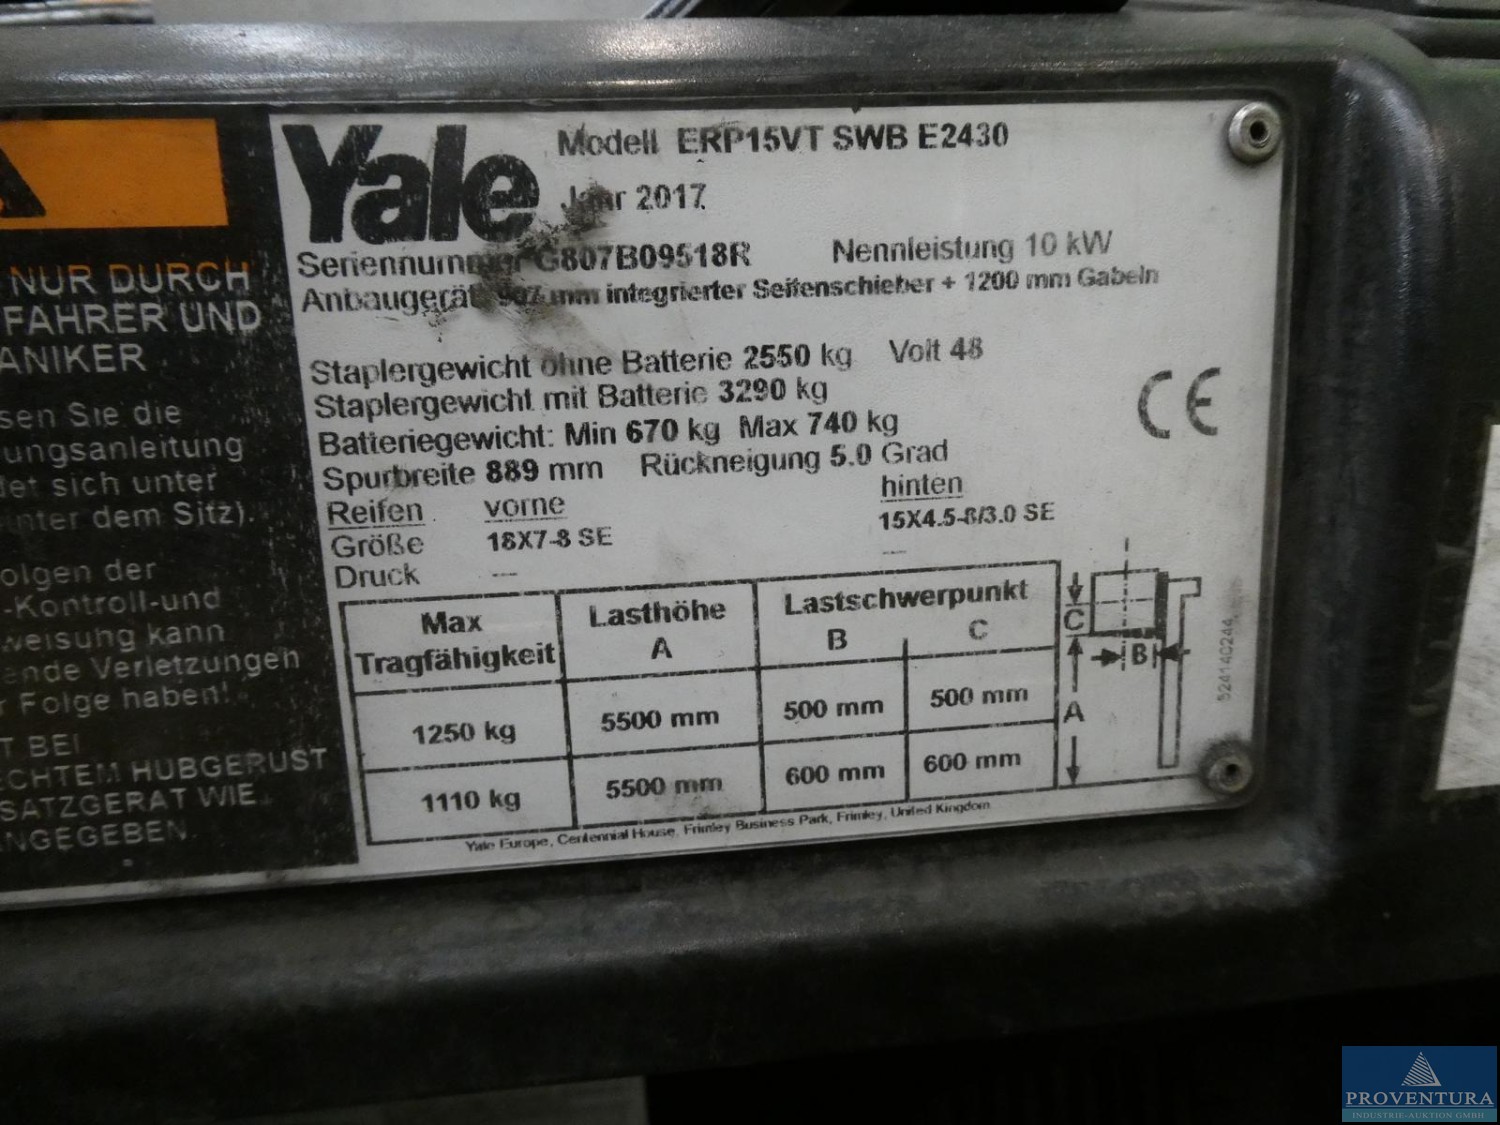 NUR DURCH
FAHRER UND
ANIKER
sen Sie die
ungsanleitung
det sich unter
unter dem Sitz).
olgen der
-Kontroll-und
weisung kann
ende Verletzungen
r Folge haben!
T BEI
ECHTEM HUBGERUST
SATZGERAT WIE
ANGEGEBEN.
Yale
Modell ERP15VT SWB E2430
Jahr 2017
Seriennummer G807B09518R Nennleistung 10 kW
Anbaugerät 907 mm integrierter Seitenschieber + 1200 mm Gabeln
Staplergewicht ohne Batterie 2550 kg Volt 48
Staplergewicht mit Batterie 3290 kg
Batteriegewicht: Min 670 kg Max 740 kg
Spurbreite 889 mm Rückneigung 5.0 Grad
Reifen vorne hinten
Größe 18X7-8 SE 15X4.5-8/3.0 SE
Druck --- ---
Max Tragfähigkeit Lasthöhe A Lastschwerpunkt B C
1250 kg 5500 mm 500 mm 500 mm
1110 kg 5500 mm 600 mm 600 mm
Yale Europe, Centennial House, Frimley Business Park, Frimley, United Kingdom
CE
C
B
A
524140244
PROVENTURA
INDUSTRIE-AUKTION GMBH